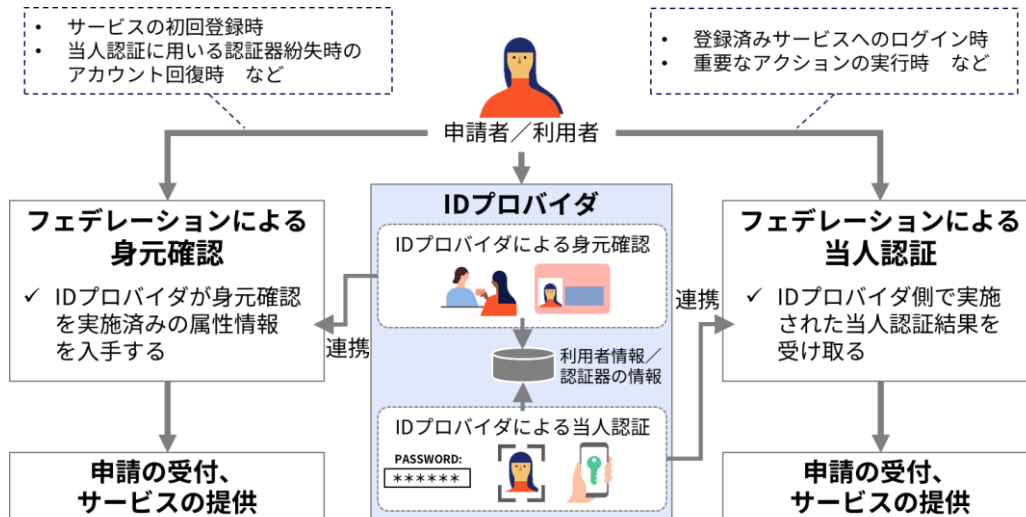 • サービスの初回登録時
• 当人認証に用いる認証器紛失時の
アカウント回復時　など
• 登録済みサービスへのログイン時
• 重要なアクションの実行時　など
申請者／利用者
フェデレーションによる
身元確認
✓ IDプロバイダが身元確認
を実施済みの属性情報
を入手する
連携
申請の受付、
サービスの提供
IDプロバイダ
IDプロバイダによる身元確認
利用者情報／
認証器の情報
IDプロバイダによる当人認証
PASSWORD:
******
連携
フェデレーションによる
当人認証
✓ IDプロバイダ側で実施
された当人認証結果を
受け取る
申請の受付、
サービスの提供